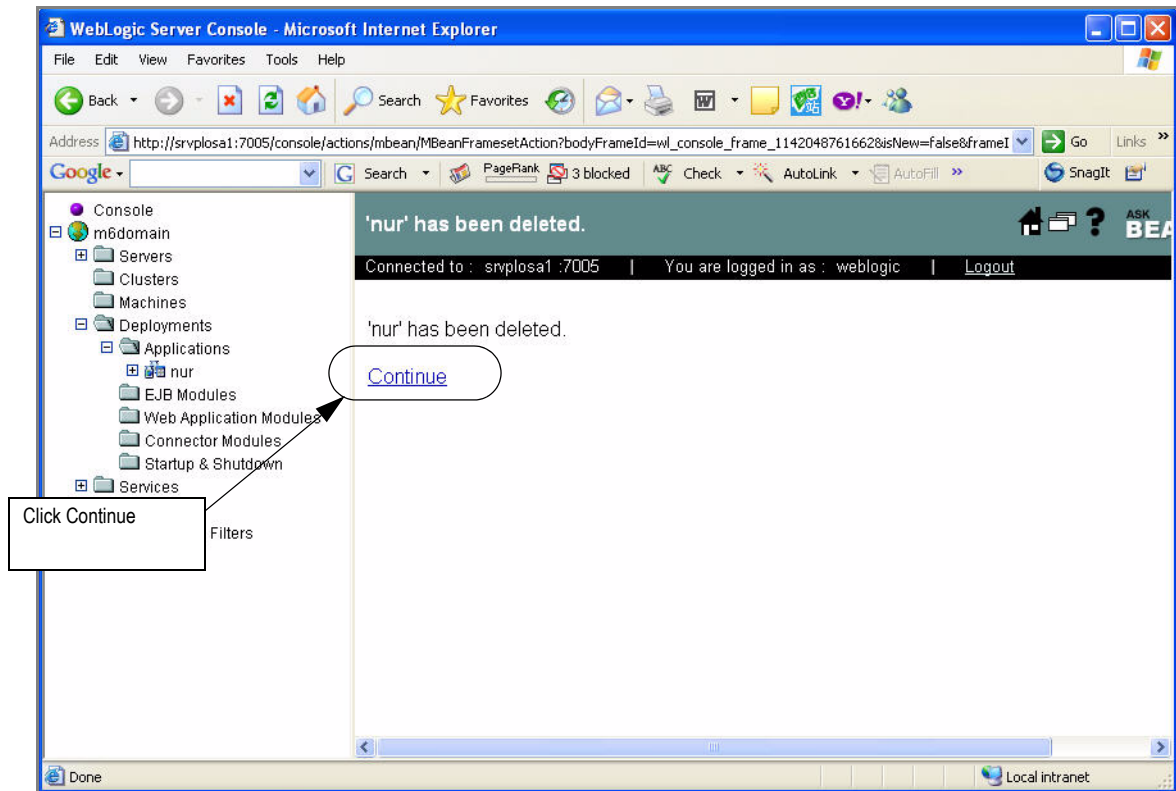 WebLogic Server Console - Microsoft Internet Explorer
File Edit View Favorites Tools Help
Back Search Favorites
Address http://srvplosa1:7005/console/actions/mbean/MBeanFramesetAction?bodyFrameId=wl_console_frame_1142048761662&isNew=false&frameI Go Links »
Google Search PageRank 3 blocked ABC Check AutoLink AutoFill » SnagIt
Console
m6domain
Servers
Clusters
Machines
Deployments
Applications
nur
EJB Modules
Web Application Modules
Connector Modules
Startup & Shutdown
Services
Filters
Click Continue
'nur' has been deleted.
? ASK
BEA
Connected to : srvplosa1 :7005 | You are logged in as : weblogic | Logout
'nur' has been deleted.
Continue
Done Local intranet